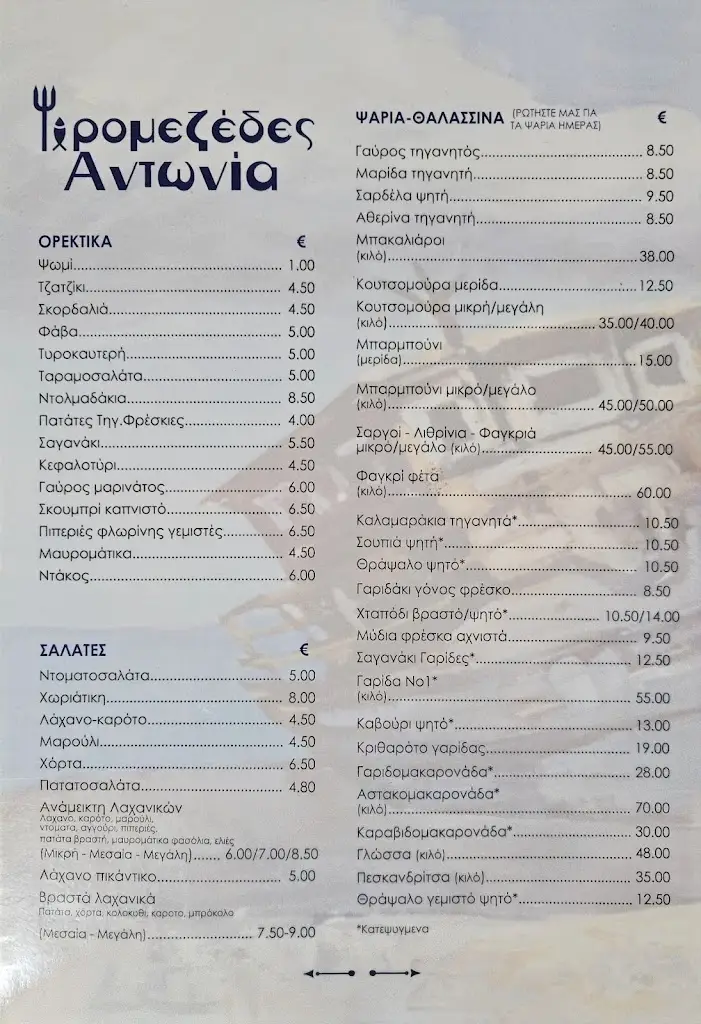 Ψαρομεζέδες
Αντωνία
ΟΡΕΚΤΙΚΑ €
Ψωμί 1.00
Τζατζίκι 4.50
Σκορδαλιά 4.50
Φάβα 5.00
Τυροκαυτερή 5.00
Ταραμοσαλάτα 5.00
Ντολμαδάκια 8.50
Πατάτες Τηγ.Φρέσκιες 4.00
Σαγανάκι 5.50
Κεφαλοτύρι 4.50
Γαύρος μαρινάτος 6.00
Σκουμπρί καπνιστό 6.50
Πιπεριές φλωρίνης γεμιστές 6.50
Μαυρομάτικα 4.50
Ντάκος 6.00
ΣΑΛΑΤΕΣ €
Ντοματοσαλάτα 5.00
Χωριάτικη 8.00
Λάχανο-καρότο 4.50
Μαρούλι 4.50
Χόρτα 6.50
Πατατοσαλάτα 4.80
Ανάμεικτη Λαχανικών
Λαχανο, καρότο, μαρούλι,
ντοματα, αγγούρι, πιπεριές,
πατάτα βραστή, μαυρομάτικα φασόλια, ελιές
(Μικρή - Μεσαία - Μεγάλη) 6.00/7.00/8.50
Λάχανο πικάντικο 5.00
Βραστά λαχανικά
Πατάτα, χόρτα, κολοκυθι, καροτο, μπρόκολο
(Μεσαία - Μεγάλη) 7.50-9.00
ΨΑΡΙΑ-ΘΑΛΑΣΣΙΝΑ (ΡΩΤΗΣΤΕ ΜΑΣ ΓΙΑ €
ΤΑ ΨΑΡΙΑ ΗΜΕΡΑΣ)
Γαύρος τηγανητός 8.50
Μαρίδα τηγανητή 8.50
Σαρδέλα ψητή 9.50
Αθερίνα τηγανητή 8.50
Μπακαλιάροι
(κιλό) 38.00
Κουτσομούρα μερίδα 12.50
Κουτσομούρα μικρή/μεγάλη
(κιλό) 35.00/40.00
Μπαρμπούνι
(μερίδα) 15.00
Μπαρμπούνι μικρό/μεγάλο
(κιλό) 45.00/50.00
Σαργοί - Λιθρίνια - Φαγκριά
μικρό/μεγάλο (κιλό) 45.00/55.00
Φαγκρί φέτα
(κιλό) 60.00
Καλαμαράκια τηγανητά* 10.50
Σουπιά ψητή* 10.50
Θράψαλο ψητό* 10.50
Γαριδάκι γόνος φρέσκο 8.50
Χταπόδι βραστό/ψητό* 10.50/14.00
Μύδια φρέσκα αχνιστά 9.50
Σαγανάκι Γαρίδες* 12.50
Γαρίδα Νο1*
(κιλό) 55.00
Καβούρι ψητό* 13.00
Κριθαρότο γαρίδας 19.00
Γαριδομακαρονάδα* 28.00
Αστακομακαρονάδα*
(κιλό) 70.00
Καραβιδομακαρονάδα* 30.00
Γλώσσα (κιλό) 48.00
Πεσκανδρίτσα (κιλό) 35.00
Θράψαλο γεμιστό ψητό* 12.50
*Κατεψυγμενα